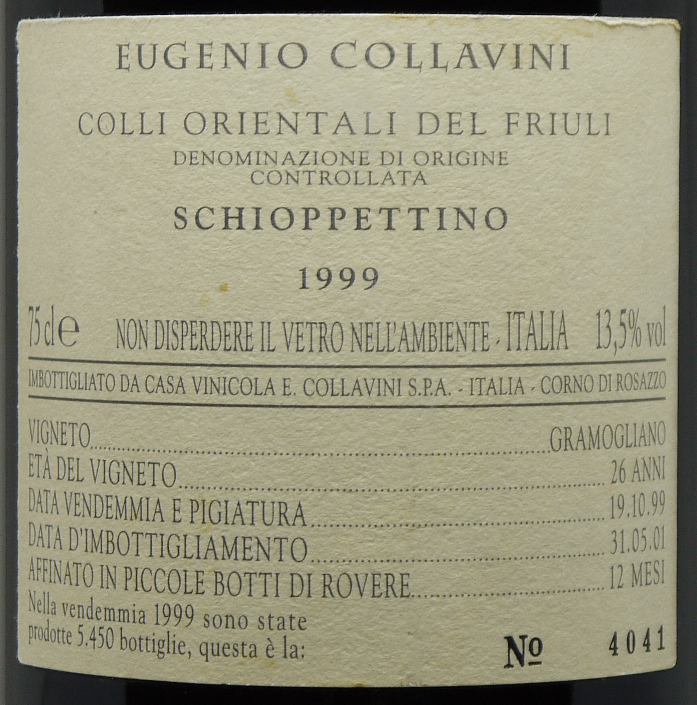 EUGENIO COLLAVINI
COLLI ORIENTALI DEL FRIULI
DENOMINAZIONE DI ORIGINE
CONTROLLATA
SCHIOPPETTINO
1999
75 cl e NON DISPERDERE IL VETRO NELL'AMBIENTE - ITALIA 13,5% vol
IMBOTTIGLIATO DA CASA VINICOLA E. COLLAVINI S.P.A. - ITALIA - CORNO DI ROSAZZO
VIGNETO GRAMOGLIANO
ETÀ DEL VIGNETO 26 ANNI
DATA VENDEMMIA E PIGIATURA 19.10.99
DATA D'IMBOTTIGLIAMENTO 31.05.01
AFFINATO IN PICCOLE BOTTI DI ROVERE 12 MESI
Nella vendemmia 1999 sono state
prodotte 5.450 bottiglie, questa è la:
Nº 4041